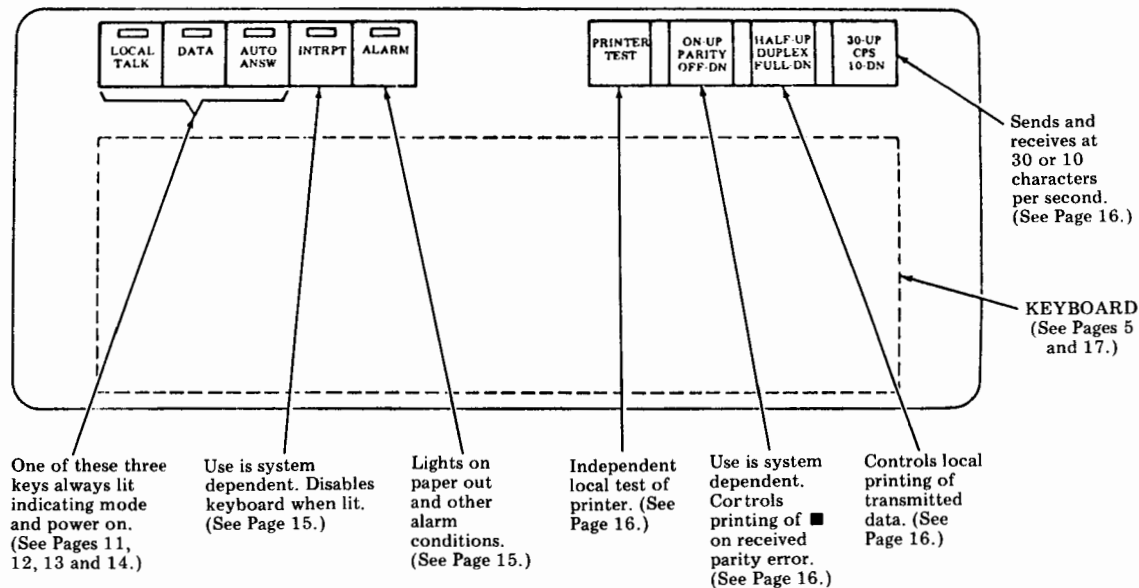 LOCAL
TALK
DATA
AUTO
ANSW
INTRPT
ALARM
PRINTER
TEST
ON-UP
PARITY
OFF-DN
HALF-UP
DUPLEX
FULL-DN
30-UP
CPS
10-DN
Sends and
receives at
30 or 10
characters
per second.
(See Page 16.)
KEYBOARD
(See Pages 5
and 17.)
One of these three
keys always lit
indicating mode
and power on.
(See Pages 11,
12, 13 and 14.)
Use is system
dependent. Disables
keyboard when lit.
(See Page 15.)
Lights on
paper out
and other
alarm
conditions.
(See Page 15.)
Independent
local test of
printer. (See
Page 16.)
Use is system
dependent.
Cortrols
printing of ■
on received
parity error.
(See Page 16.)
Controls local
printing of
transmitted
data. (See
Page 16.)